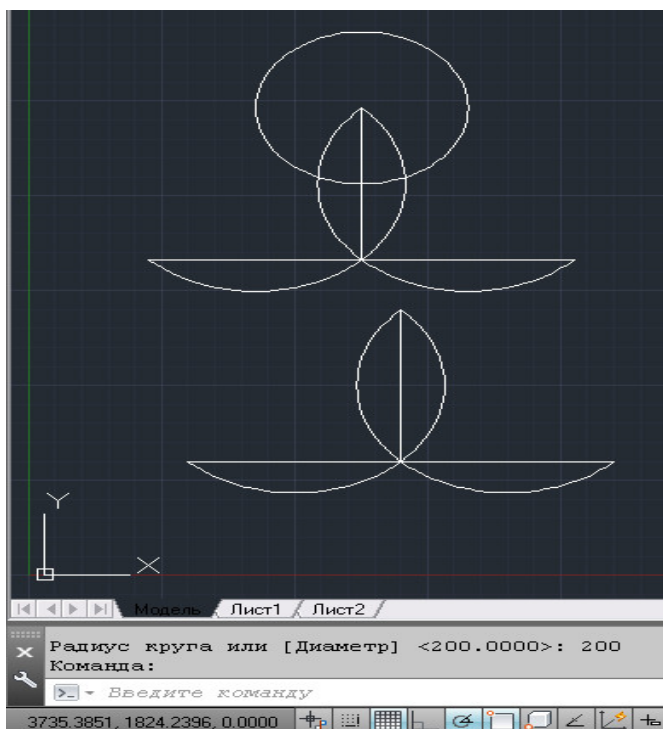 Y
X
Модель Лист1 Лист2
Радиус круга или [Диаметр] <200.0000>: 200
Команда:
Введите команду
3735.3851, 1824.2396, 0.0000